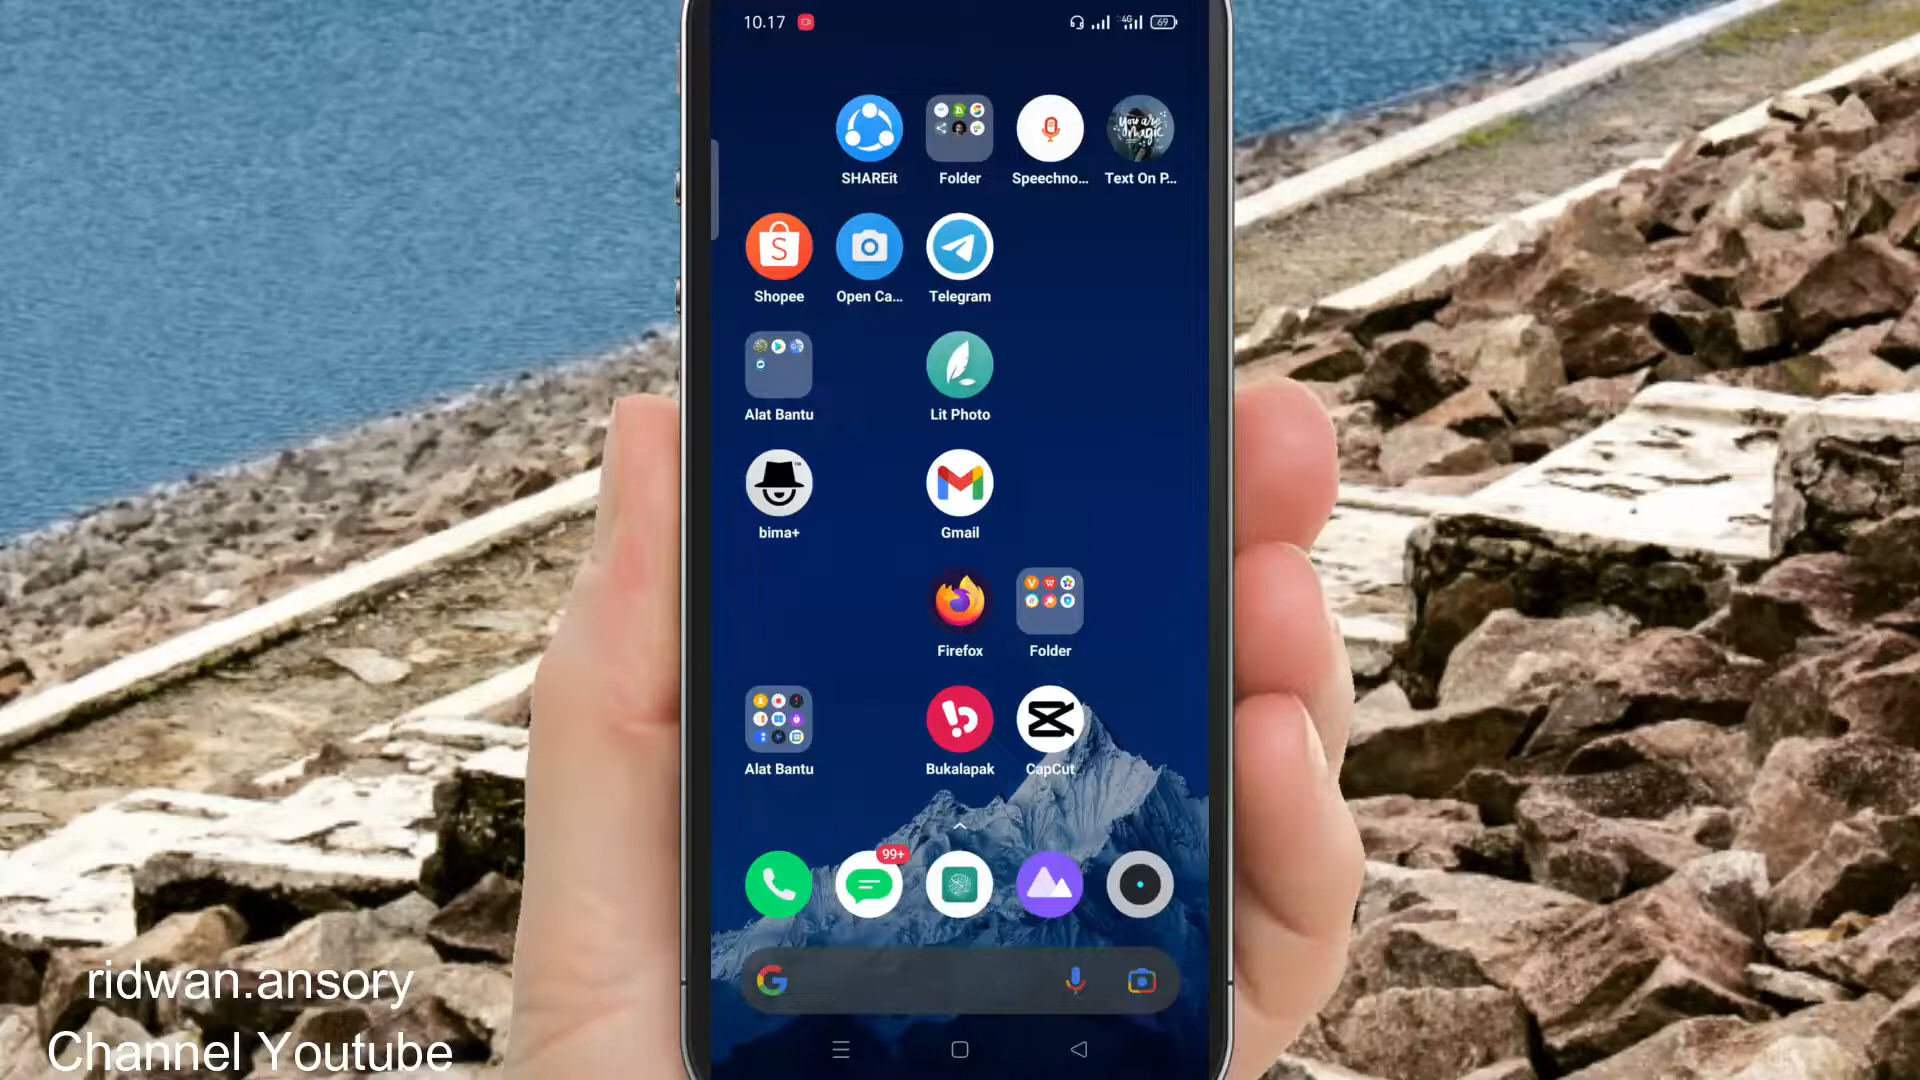 10.17
4G
69
You are
Magic
SHAREit
Folder
Speechno...
Text On P...
S
Shopee
Open Ca...
Telegram
Alat Bantu
Lit Photo
bima+
Gmail
Firefox
Folder
Alat Bantu
Bukalapak
CapCut
99+
ridwan.ansory
Channel Youtube